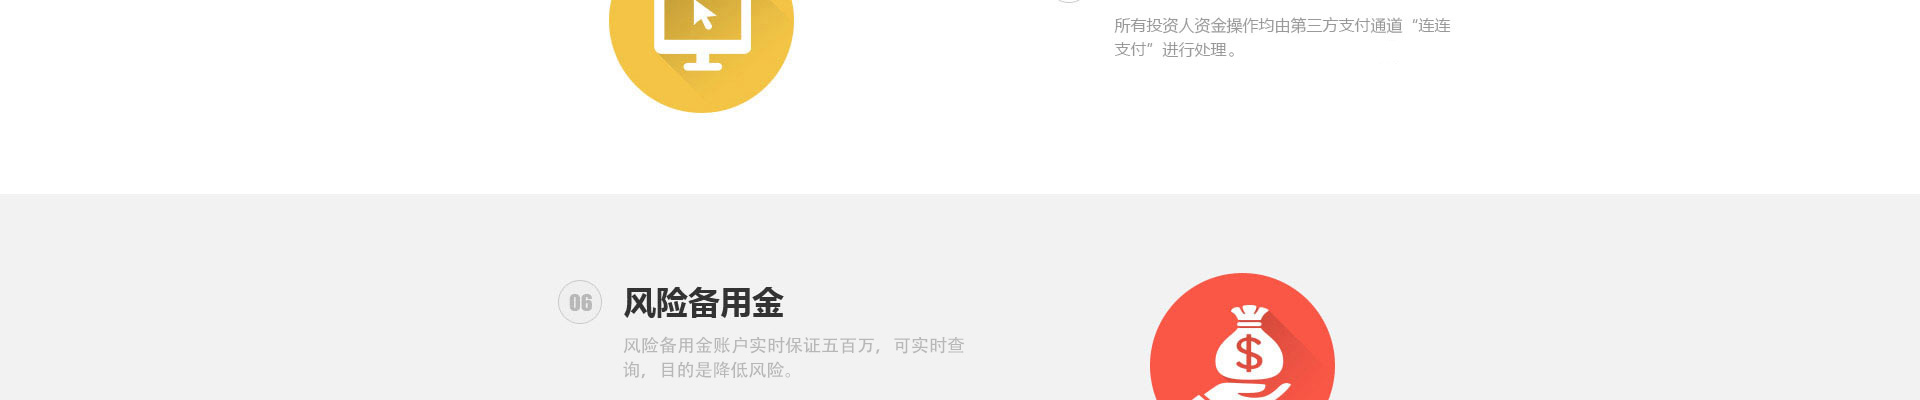 所有投资人资金操作均由第三方支付通道“连连
支付”进行处理。
06
风险备用金
风险备用金账户实时保证五百万，可实时查
询，目的是降低风险。
$